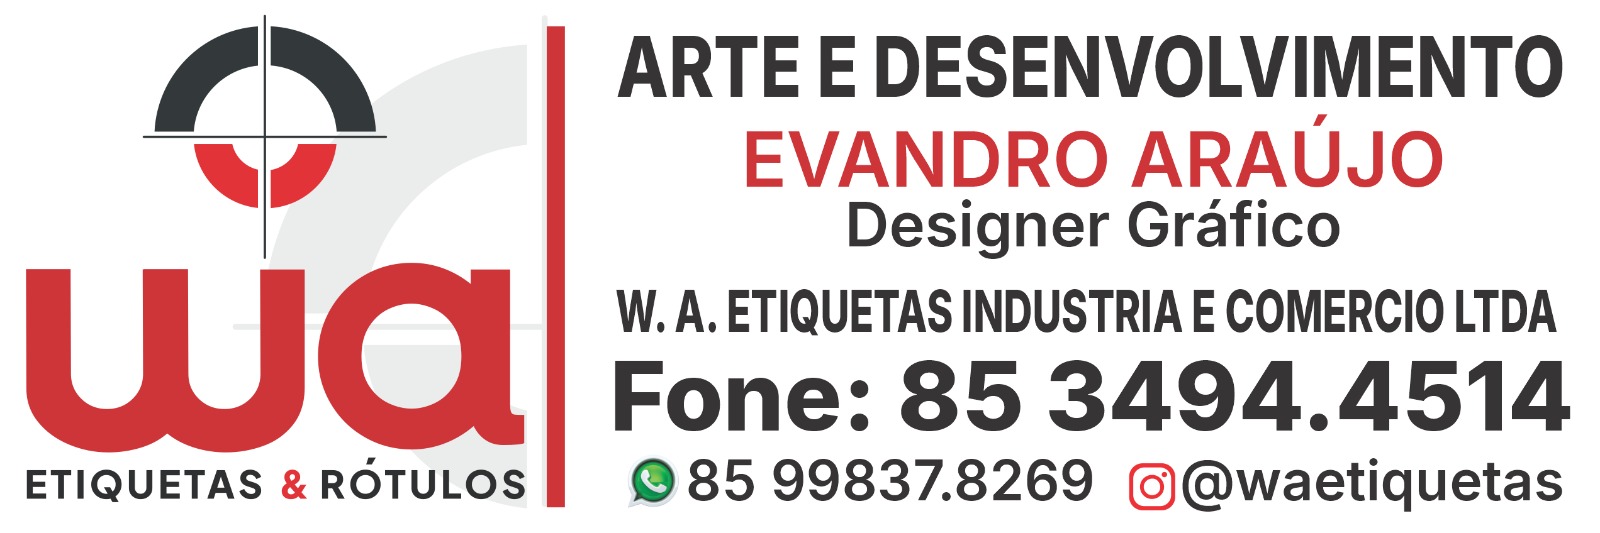 wa
ETIQUETAS & RÓTULOS
ARTE E DESENVOLVIMENTO
EVANDRO ARAÚJO
Designer Gráfico
W. A. ETIQUETAS INDUSTRIA E COMERCIO LTDA
Fone: 85 3494.4514
85 99837.8269 @waetiquetas